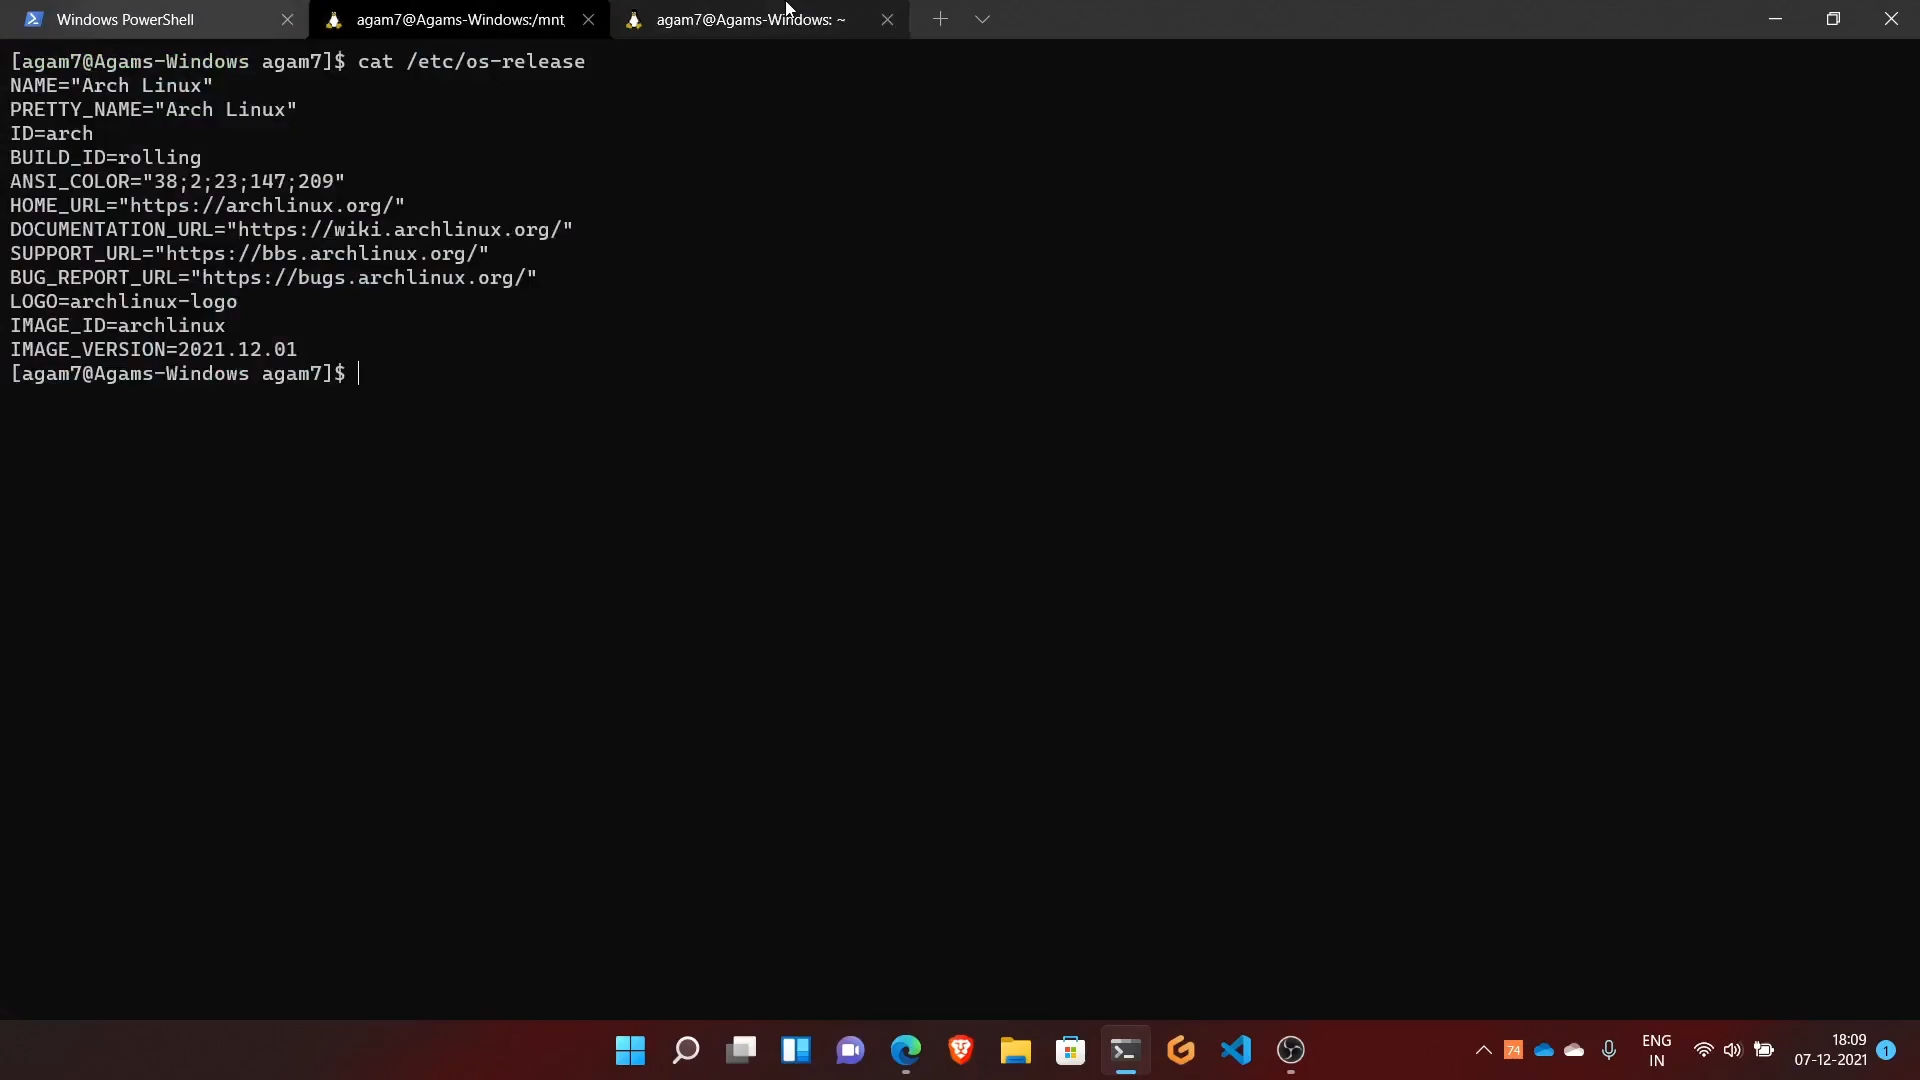 Windows PowerShell
agam7@Agams-Windows:/mnt
agam7@Agams-Windows: ~
[agam7@Agams-Windows agam7]$ cat /etc/os-release
NAME="Arch Linux"
PRETTY_NAME="Arch Linux"
ID=arch
BUILD_ID=rolling
ANSI_COLOR="38;2;23;147;209"
HOME_URL="https://archlinux.org/"
DOCUMENTATION_URL="https://wiki.archlinux.org/"
SUPPORT_URL="https://bbs.archlinux.org/"
BUG_REPORT_URL="https://bugs.archlinux.org/"
LOGO=archlinux-logo
IMAGE_ID=archlinux
IMAGE_VERSION=2021.12.01
[agam7@Agams-Windows agam7]$
74
ENG
IN
18:09
07-12-2021
1